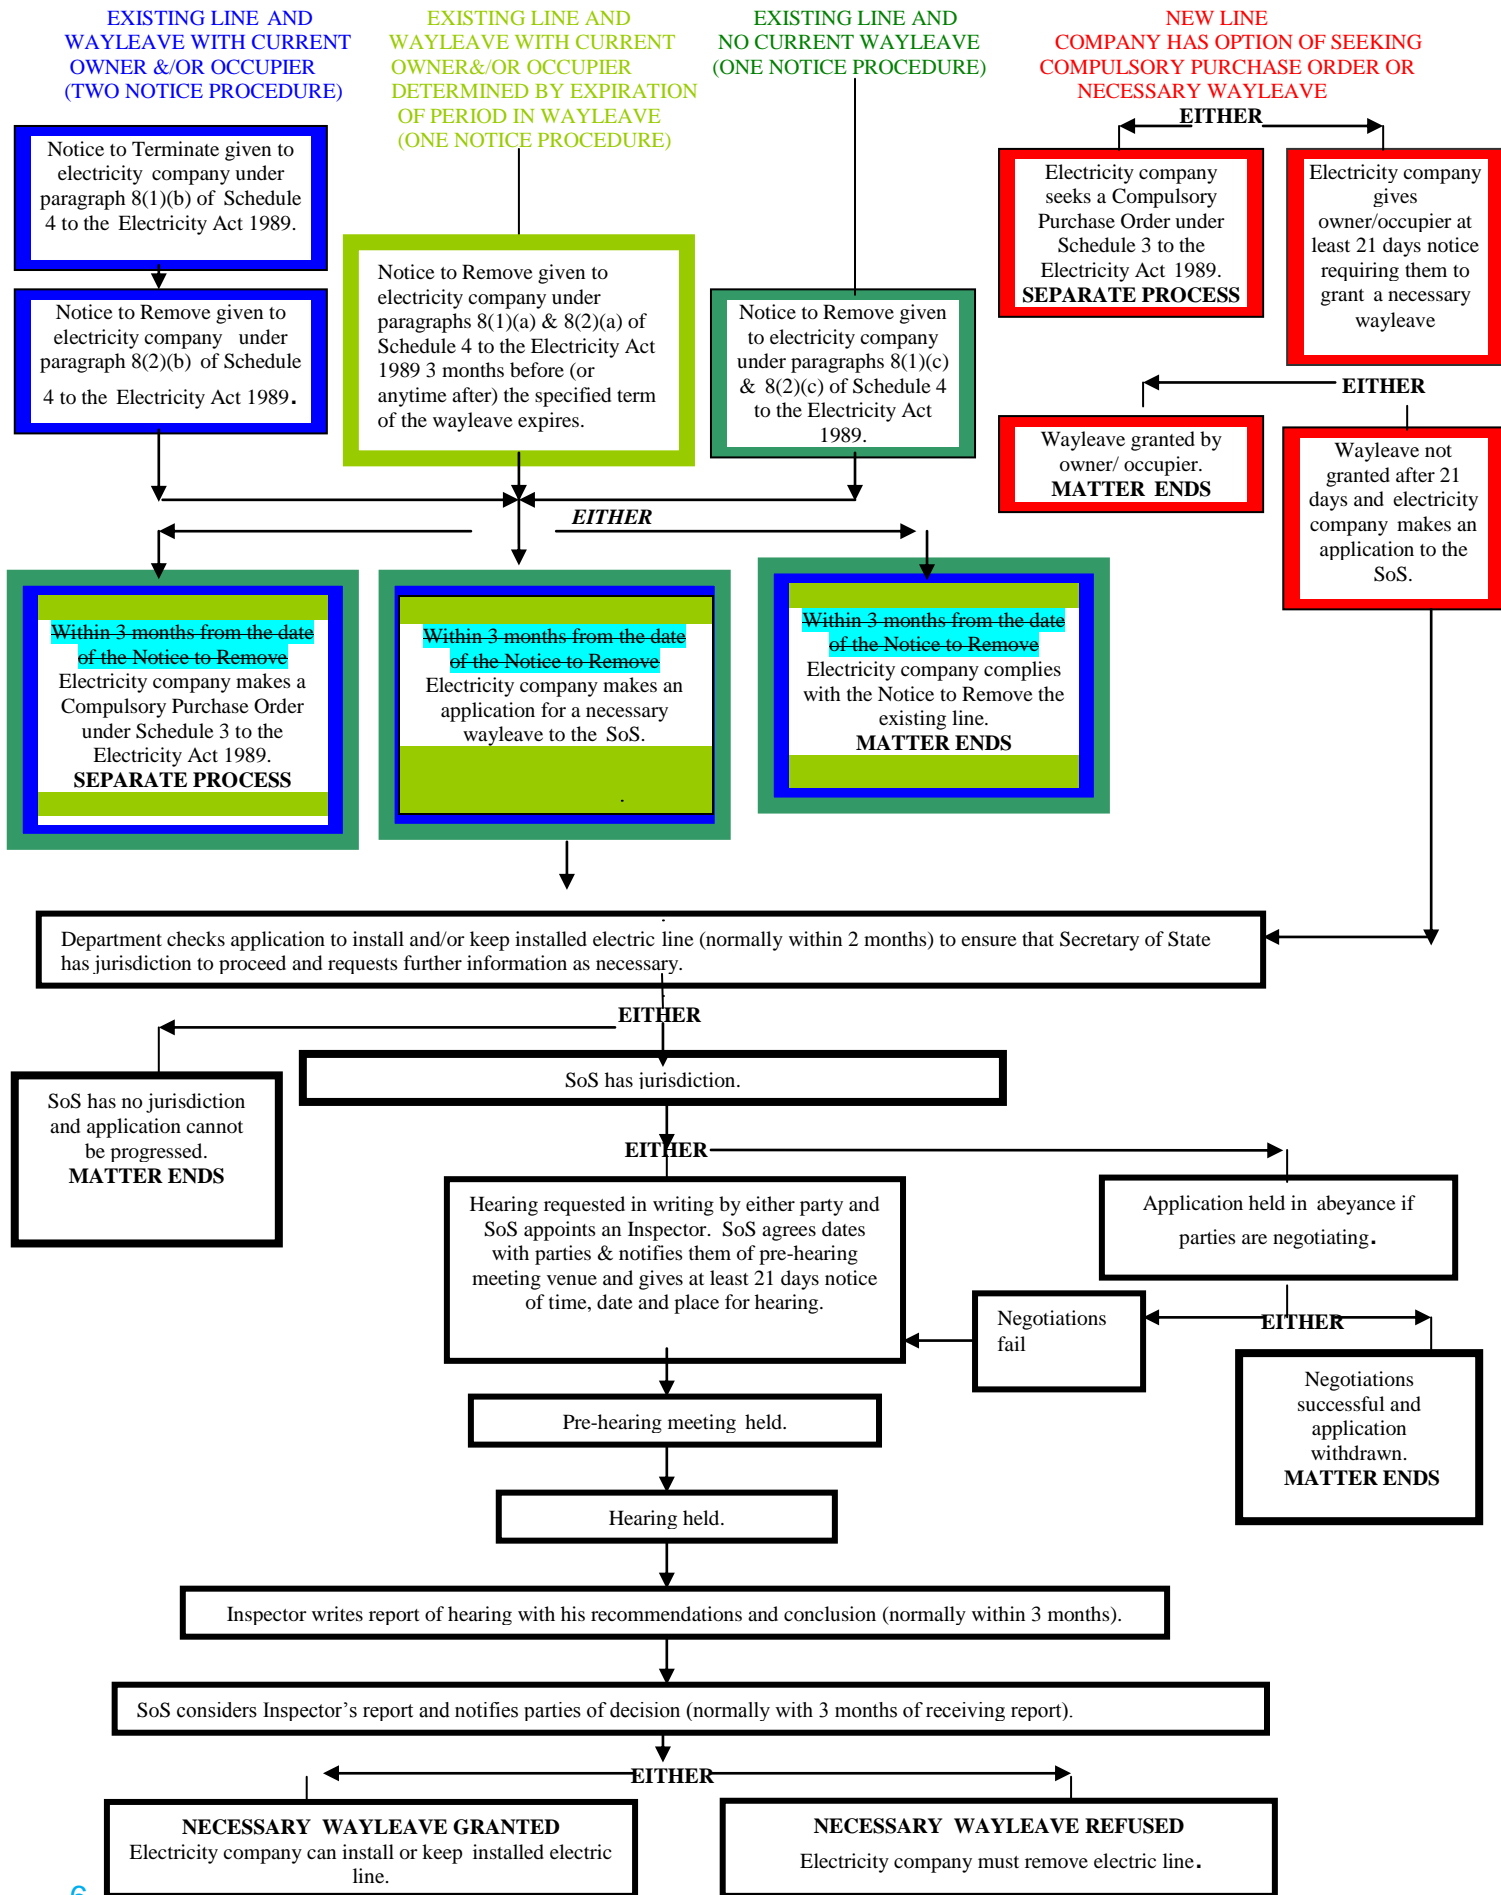 EXISTING LINE AND
WAYLEAVE WITH CURRENT
OWNER &/OR OCCUPIER
(TWO NOTICE PROCEDURE)
EXISTING LINE AND
WAYLEAVE WITH CURRENT
OWNER&/OR OCCUPIER
DETERMINED BY EXPIRATION
OF PERIOD IN WAYLEAVE
(ONE NOTICE PROCEDURE)
EXISTING LINE AND
NO CURRENT WAYLEAVE
(ONE NOTICE PROCEDURE)
NEW LINE
COMPANY HAS OPTION OF SEEKING
COMPULSORY PURCHASE ORDER OR
NECESSARY WAYLEAVE
EITHER
Notice to Terminate given to
electricity company under
paragraph 8(1)(b) of Schedule
4 to the Electricity Act 1989.
Notice to Remove given to
electricity company under
paragraph 8(2)(b) of Schedule
4 to the Electricity Act 1989.
Notice to Remove given to
electricity company under
paragraphs 8(1)(a) & 8(2)(a) of
Schedule 4 to the Electricity Act
1989 3 months before (or
anytime after) the specified term
of the wayleave expires.
Notice to Remove given
to electricity company
under paragraphs 8(1)(c)
& 8(2)(c) of Schedule 4
to the Electricity Act
1989.
Electricity company
seeks a Compulsory
Purchase Order under
Schedule 3 to the
Electricity Act 1989.
SEPARATE PROCESS
Electricity company
gives
owner/occupier at
least 21 days notice
requiring them to
grant a necessary
wayleave
EITHER
Wayleave granted by
owner/ occupier.
MATTER ENDS
Wayleave not
granted after 21
days and electricity
company makes an
application to the
SoS.
EITHER
Within 3 months from the date
of the Notice to Remove
Electricity company makes a
Compulsory Purchase Order
under Schedule 3 to the
Electricity Act 1989.
SEPARATE PROCESS
Within 3 months from the date
of the Notice to Remove
Electricity company makes an
application for a necessary
wayleave to the SoS.
.
Within 3 months from the date
of the Notice to Remove
Electricity company complies
with the Notice to Remove the
existing line.
MATTER ENDS
Department checks application to install and/or keep installed electric line (normally within 2 months) to ensure that Secretary of State
has jurisdiction to proceed and requests further information as necessary.
EITHER
SoS has no jurisdiction
and application cannot
be progressed.
MATTER ENDS
SoS has jurisdiction.
EITHER
Hearing requested in writing by either party and
SoS appoints an Inspector. SoS agrees dates
with parties & notifies them of pre-hearing
meeting venue and gives at least 21 days notice
of time, date and place for hearing.
Application held in abeyance if
parties are negotiating.
EITHER
Negotiations
fail
Negotiations
successful and
application
withdrawn.
MATTER ENDS
Pre-hearing meeting held.
Hearing held.
Inspector writes report of hearing with his recommendations and conclusion (normally within 3 months).
SoS considers Inspector's report and notifies parties of decision (normally with 3 months of receiving report).
EITHER
NECESSARY WAYLEAVE GRANTED
Electricity company can install or keep installed electric
line.
NECESSARY WAYLEAVE REFUSED
Electricity company must remove electric line.